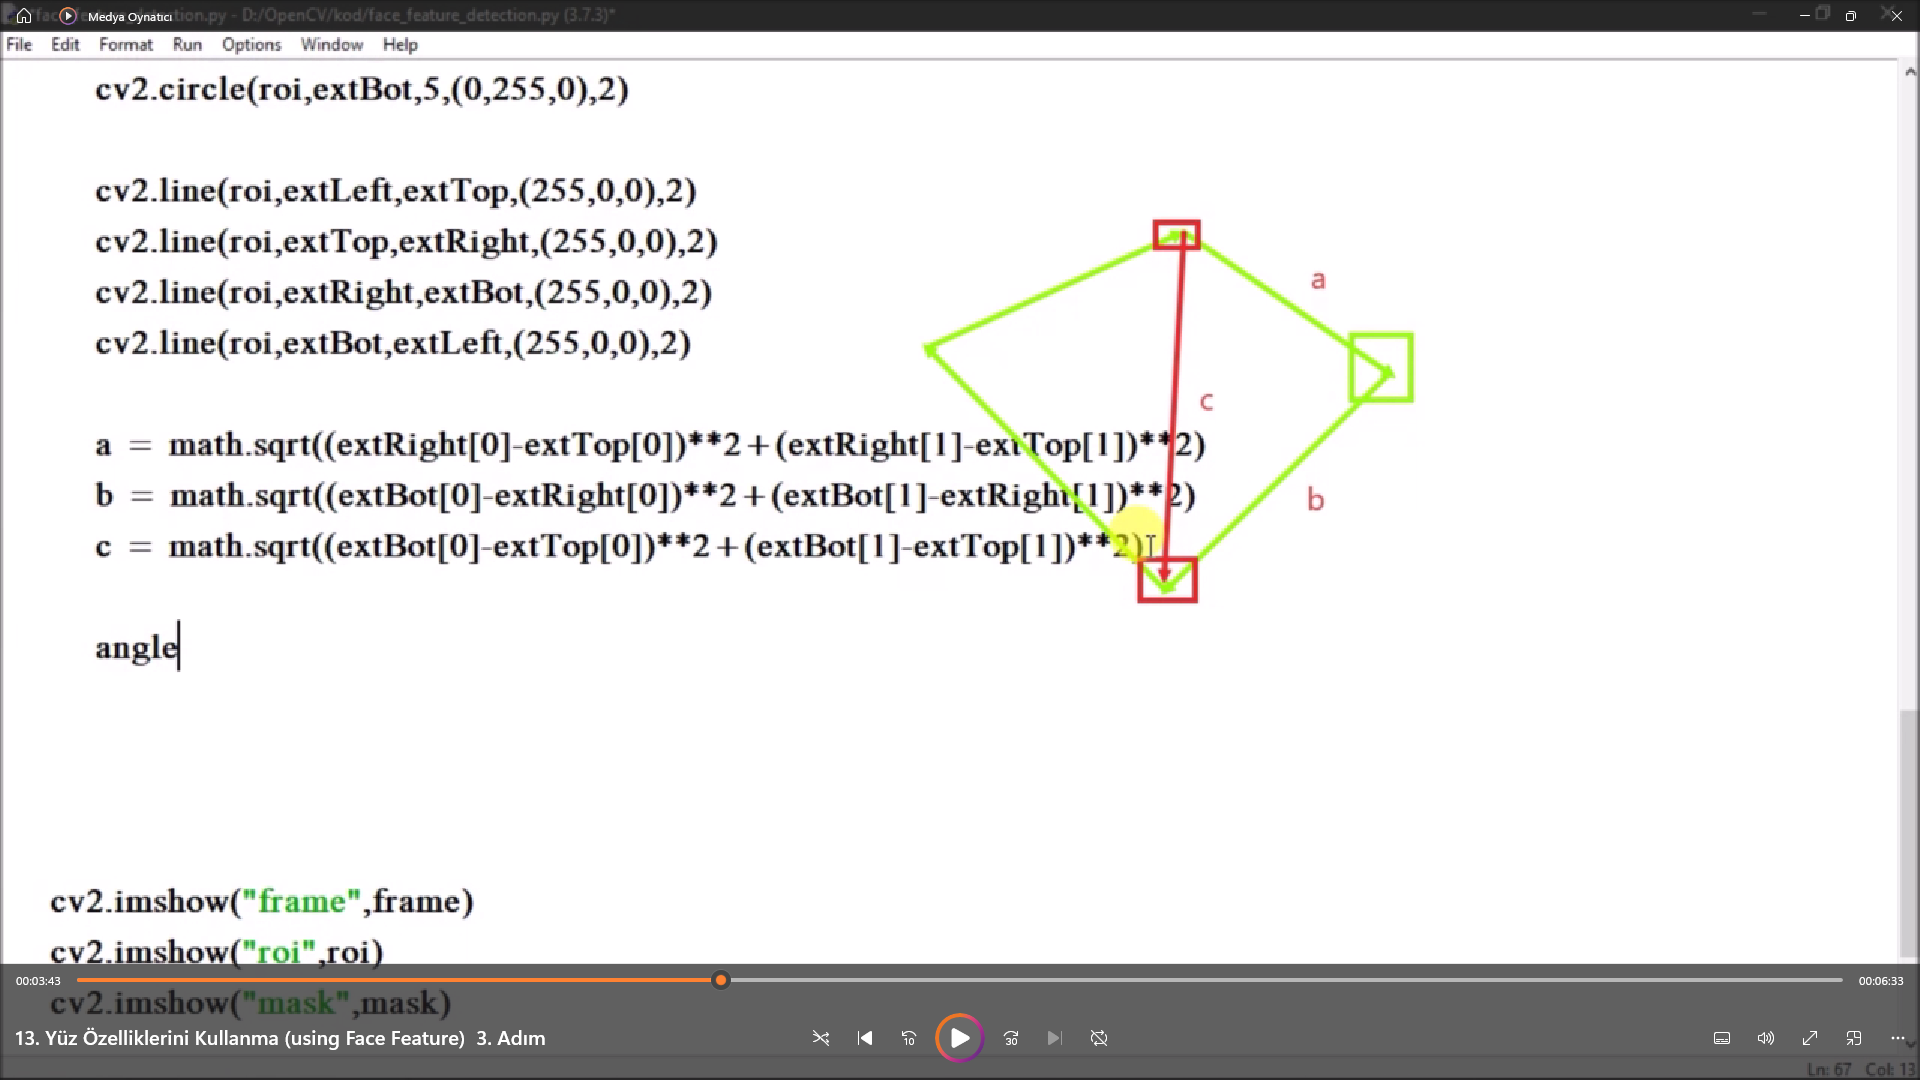 Medya Oynatıcı
face_feature_detection.py - D:/OpenCV/kod/face_feature_detection.py (3.7.3)*
File Edit Format Run Options Window Help
cv2.circle(roi,extBot,5,(0,255,0),2)
cv2.line(roi,extLeft,extTop,(255,0,0),2)
cv2.line(roi,extTop,extRight,(255,0,0),2)
cv2.line(roi,extRight,extBot,(255,0,0),2)
cv2.line(roi,extBot,extLeft,(255,0,0),2)
a
c
b
a = math.sqrt((extRight[0]-extTop[0])**2+(extRight[1]-extTop[1])**2)
b = math.sqrt((extBot[0]-extRight[0])**2+(extBot[1]-extRight[1])**2)
c = math.sqrt((extBot[0]-extTop[0])**2+(extBot[1]-extTop[1])**2)
angle
cv2.imshow("frame",frame)
cv2.imshow("roi",roi)
00:03:43 00:06:33
cv2.imshow("mask",mask)
13. Yüz Özelliklerini Kullanma (using Face Feature) 3. Adım
10 30
Ln: 67 Col: 13